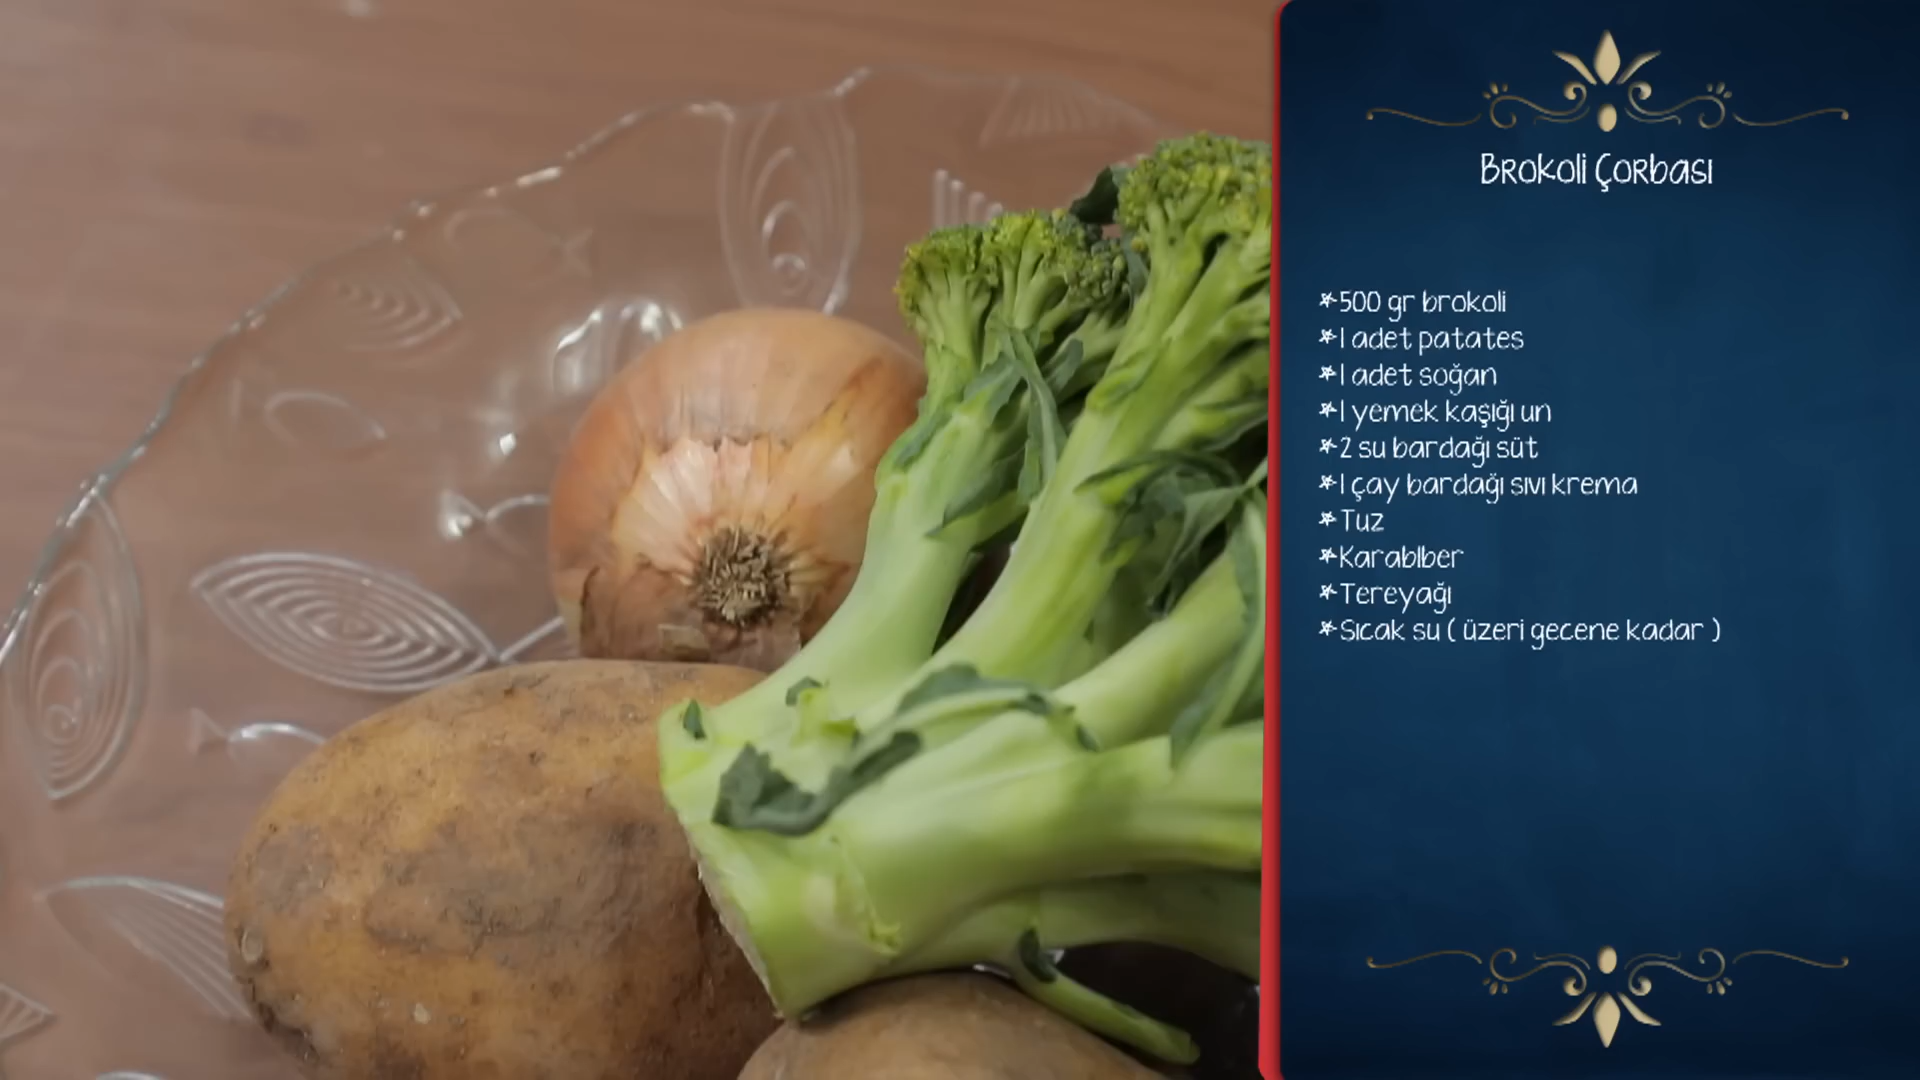 Brokoli Çorbası
*500 gr brokoli
*1 adet patates
*1 adet soğan
*1 yemek kaşığı un
*2 su bardağı süt
*1 çay bardağı sıvı krema
*Tuz
*Karablber
*Tereyağı
*Sıcak su ( üzeri gecene kadar )